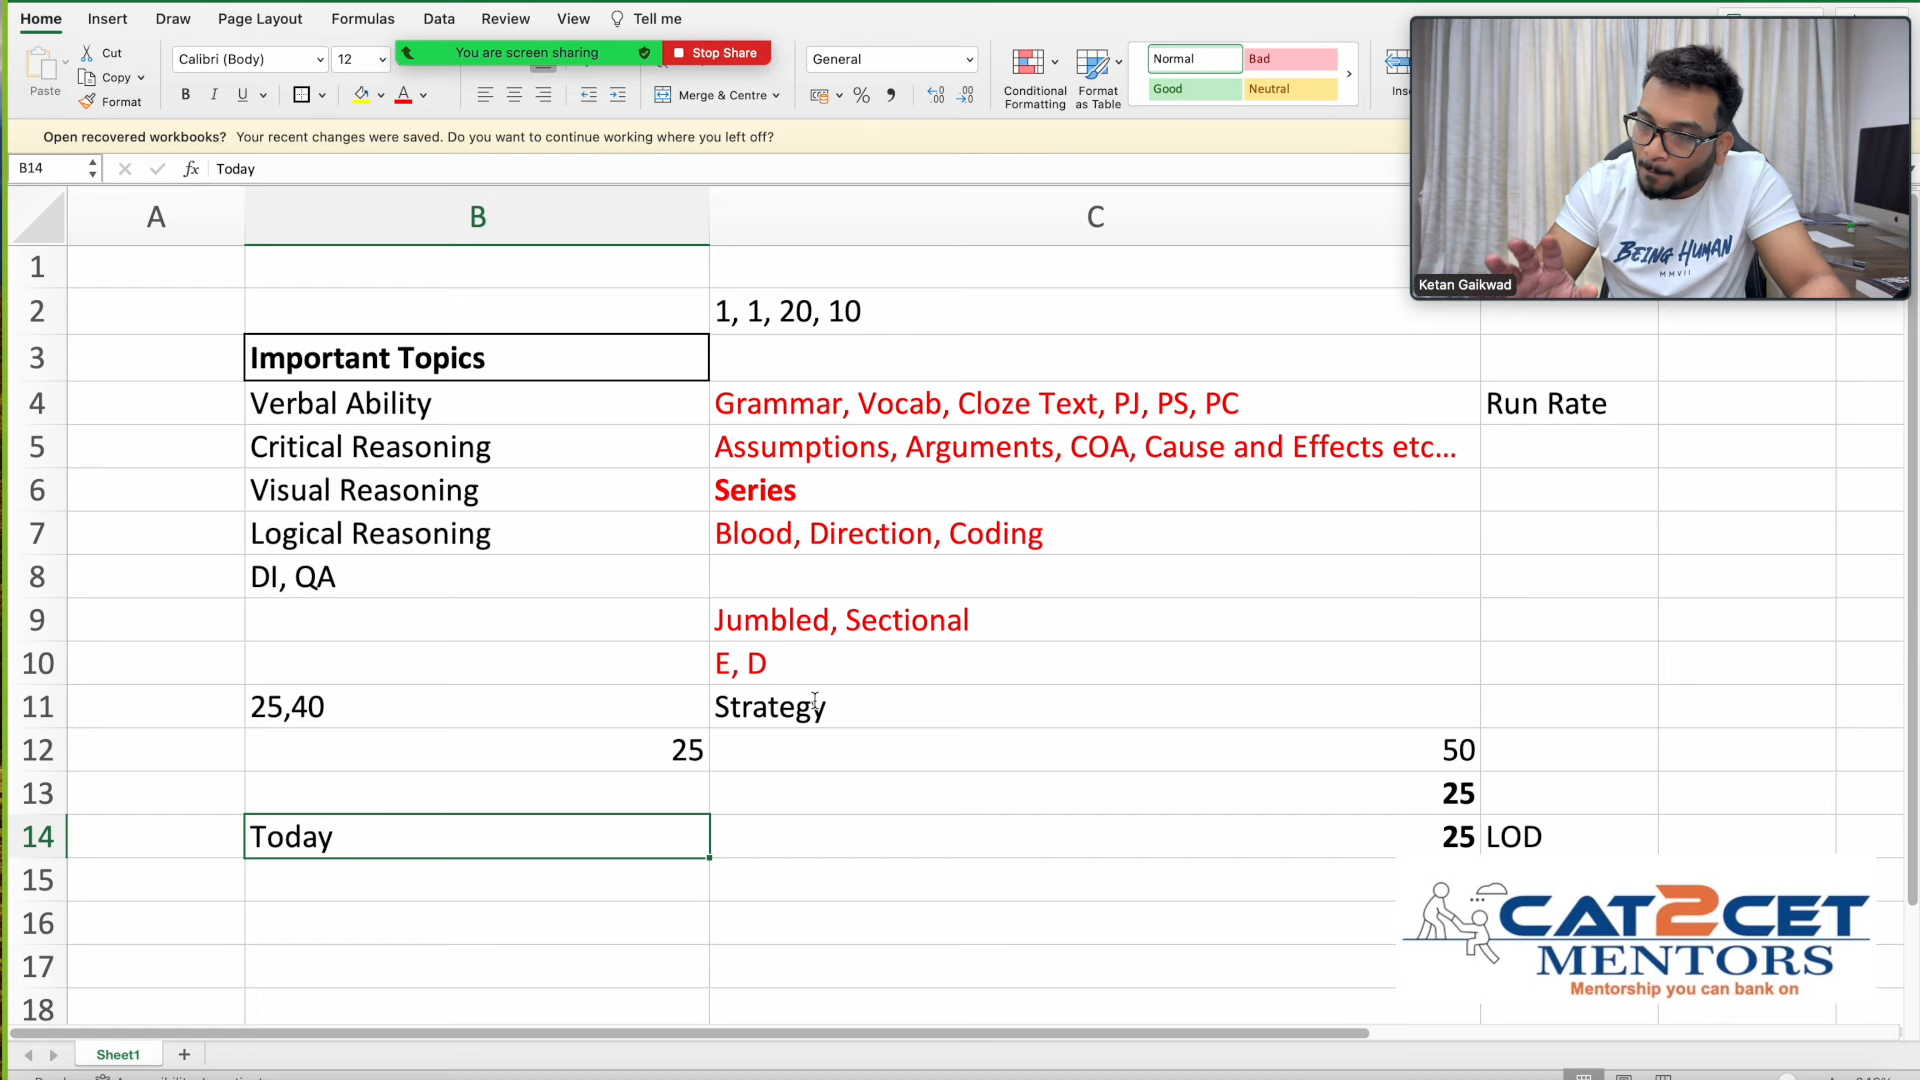 Home Insert Draw Page Layout Formulas Data Review View Tell me
Paste
Cut
Copy
Format
Calibri (Body) 12
You are screen sharing Stop Share
B I U A
Merge & Centre
General
%
Conditional Formatting
Format as Table
Normal Bad
Good Neutral
Open recovered workbooks? Your recent changes were saved. Do you want to continue working where you left off?
B14 fx Today
BEING HUMAN
MMVII
Ketan Gaikwad
A B C
1
2 1, 1, 20, 10
3 Important Topics
4 Verbal Ability Grammar, Vocab, Cloze Text, PJ, PS, PC Run Rate
5 Critical Reasoning Assumptions, Arguments, COA, Cause and Effects etc...
6 Visual Reasoning Series
7 Logical Reasoning Blood, Direction, Coding
8 DI, QA
9 Jumbled, Sectional
10 E, D
11 25,40 Strategy
12 25 50
13 25
14 Today 25 LOD
15
16
17
18
CAT2CET
MENTORS
Mentorship you can bank on
Sheet1